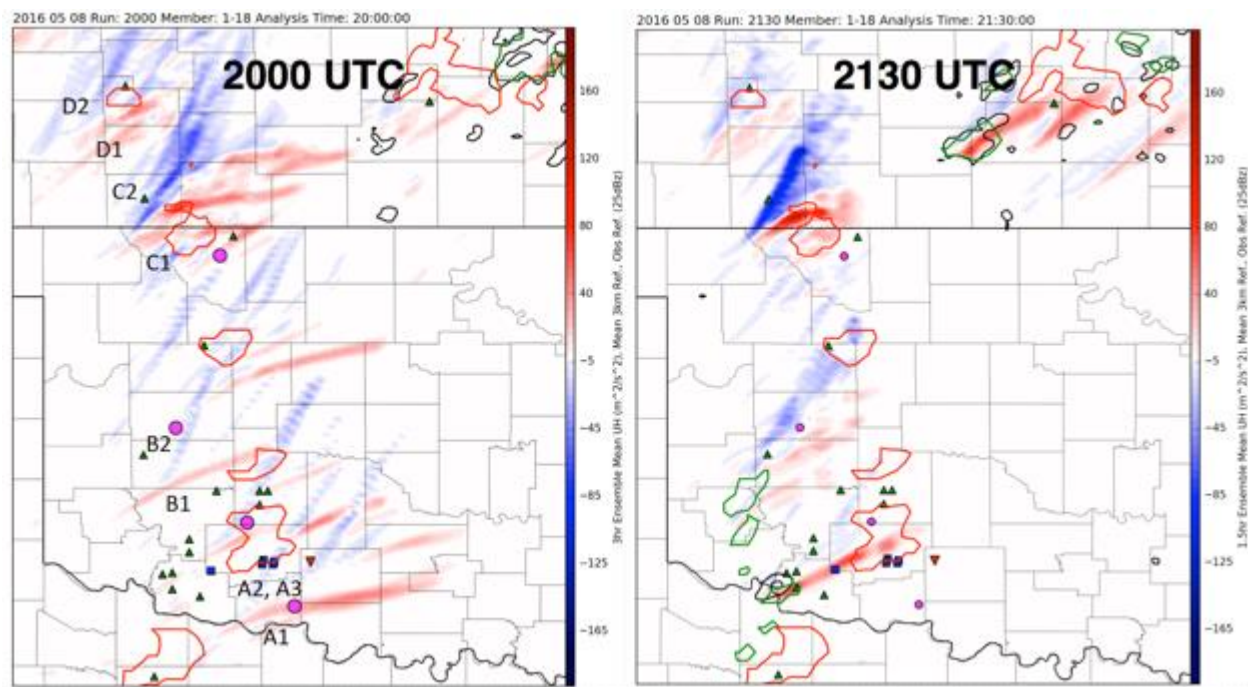 2016 05 08 Run: 2000 Member: 1-18 Analysis Time: 20:00:00
2000 UTC
D2
D1
C2
C1
B2
B1
A2, A3
A1
160
120
80
40
−5
−45
−85
−125
−165
3hr Ensemble Mean UH (m^2/s^2), Mean 3km Ref., Obs Ref. (25dBz)
2016 05 08 Run: 2130 Member: 1-18 Analysis Time: 21:30:00
2130 UTC
160
120
80
40
−5
−45
−85
−125
−165
1.5hr Ensemble Mean UH (m^2/s^2), Mean 3km Ref., Obs Ref. (25dBz)